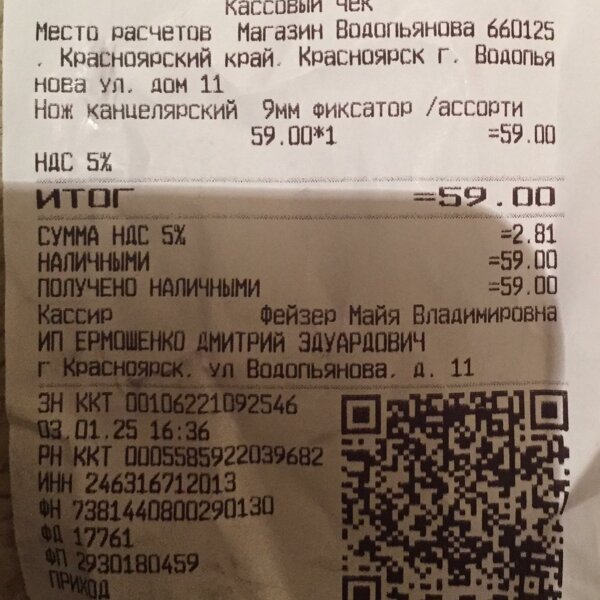 КАССОВЫЙ ЧЕК
Место расчетов Магазин Водопьянова 660125
, Красноярский край, Красноярск г, Водопья
нова ул, дом 11
Нож канцелярский 9мм фиксатор /ассорти
59.00*1 =59.00
НДС 5%
ИТОГ =59.00
СУММА НДС 5% =2.81
НАЛИЧНЫМИ =59.00
ПОЛУЧЕНО НАЛИЧНЫМИ =59.00
Кассир Фейзер Майя Владимировна
ИП ЕРМОШЕНКО ДМИТРИЙ ЭДУАРДОВИЧ
г Красноярск, ул Водопьянова, д. 11
ЗН ККТ 00106221092546
03.01.25 16:36
РН ККТ 0005585922039682
ИНН 246316712013
ФН 7381440800290130
ФД 17761
ФП 2930180459
ПРИХОД